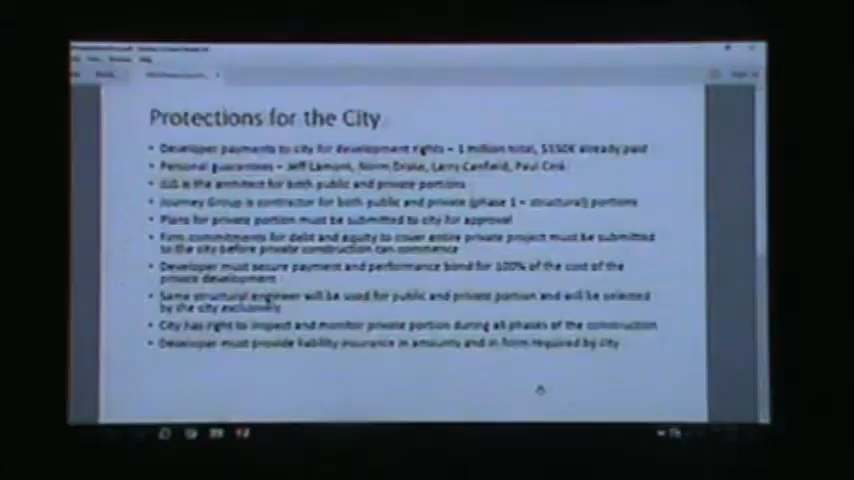 Protections for the City
• Developer payments to city for development rights – 1 million total, $150K already paid
• Personal guarantees – Jeff Lamont, Norm Drake, Larry Canfield, Paul Cink
• is the architect for both public and private portions
• Journey Group is contractor for both public and private (phase 1 – structural) portions
• Plans for private portion must be submitted to city for approval
• Firm commitments for debt and equity to cover entire private project must be submitted
to the city before private construction can commence
• Developer must secure payment and performance bond for 100% of the cost of the
private development
• Same structural engineer will be used for public and private portion and will be selected
by the city exclusively
• City has right to inspect and monitor private portion during all phases of the construction
• Developer must provide liability insurance in amounts and in form required by city